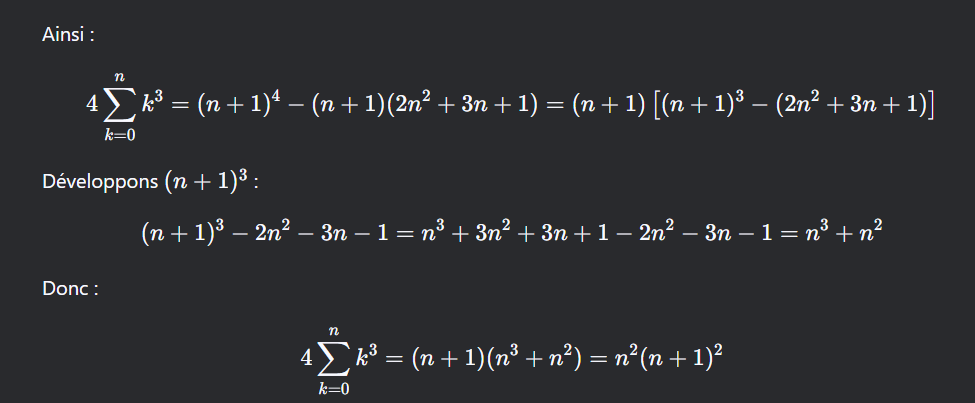 Ainsi :
4 \sum_{k=0}^{n} k^3 = (n + 1)^4 − (n + 1)(2n^2 + 3n + 1) = (n + 1) [(n + 1)^3 − (2n^2 + 3n + 1)]
Développons (n + 1)^3 :
(n + 1)^3 − 2n^2 − 3n − 1 = n^3 + 3n^2 + 3n + 1 − 2n^2 − 3n − 1 = n^3 + n^2
Donc :
4 \sum_{k=0}^{n} k^3 = (n + 1)(n^3 + n^2) = n^2(n + 1)^2